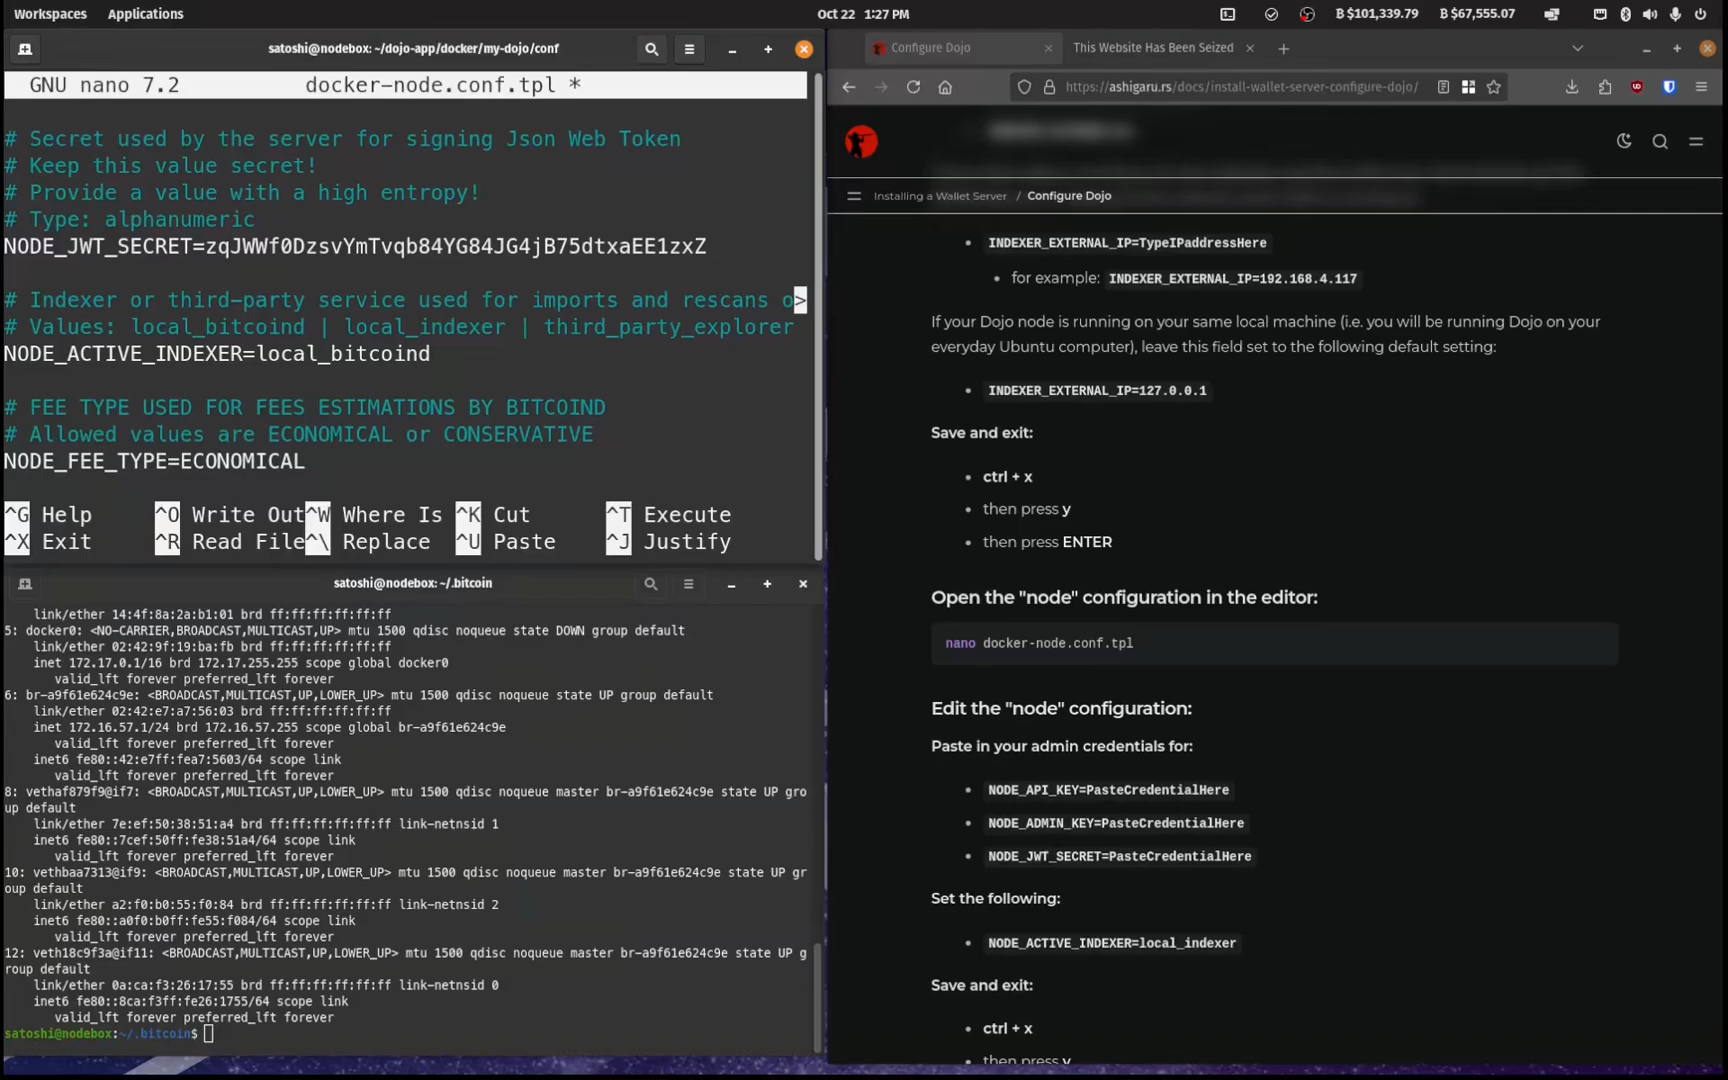 Workspaces Applications Oct 22 1:27 PM ₿ $101,339.79 ₿ $67,555.07
satoshi@nodebox: ~/dojo-app/docker/my-dojo/conf
GNU nano 7.2 docker-node.conf.tpl *
# Secret used by the server for signing Json Web Token
# Keep this value secret!
# Provide a value with a high entropy!
# Type: alphanumeric
NODE_JWT_SECRET=zqJWWf0DzsvYmTvqb84YG84JG4jB75dtxaEE1zxZ
# Indexer or third-party service used for imports and rescans o>
# Values: local_bitcoind | local_indexer | third_party_explorer
NODE_ACTIVE_INDEXER=local_bitcoind
# FEE TYPE USED FOR FEES ESTIMATIONS BY BITCOIND
# Allowed values are ECONOMICAL or CONSERVATIVE
NODE_FEE_TYPE=ECONOMICAL
^G Help ^O Write Out ^W Where Is ^K Cut ^T Execute
^X Exit ^R Read File ^\ Replace ^U Paste ^J Justify
satoshi@nodebox: ~/.bitcoin
link/ether 14:4f:8a:2a:b1:01 brd ff:ff:ff:ff:ff:ff
5: docker0: <NO-CARRIER,BROADCAST,MULTICAST,UP> mtu 1500 qdisc noqueue state DOWN group default
link/ether 02:42:9f:19:ba:fb brd ff:ff:ff:ff:ff:ff
inet 172.17.0.1/16 brd 172.17.255.255 scope global docker0
valid_lft forever preferred_lft forever
6: br-a9f61e624c9e: <BROADCAST,MULTICAST,UP,LOWER_UP> mtu 1500 qdisc noqueue state UP group default
link/ether 02:42:e7:a7:56:03 brd ff:ff:ff:ff:ff:ff
inet 172.16.57.1/24 brd 172.16.57.255 scope global br-a9f61e624c9e
valid_lft forever preferred_lft forever
inet6 fe80::42:e7ff:fea7:5603/64 scope link
valid_lft forever preferred_lft forever
8: vethaf879f9@if7: <BROADCAST,MULTICAST,UP,LOWER_UP> mtu 1500 qdisc noqueue master br-a9f61e624c9e state UP gro
up default
link/ether 7e:ef:50:38:51:a4 brd ff:ff:ff:ff:ff:ff link-netnsid 1
inet6 fe80::7cef:50ff:fe38:51a4/64 scope link
valid_lft forever preferred_lft forever
10: vethbaa7313@if9: <BROADCAST,MULTICAST,UP,LOWER_UP> mtu 1500 qdisc noqueue master br-a9f61e624c9e state UP gr
oup default
link/ether a2:f0:b0:55:f0:84 brd ff:ff:ff:ff:ff:ff link-netnsid 2
inet6 fe80::a0f0:b0ff:fe55:f084/64 scope link
valid_lft forever preferred_lft forever
12: veth18c9f3a@if11: <BROADCAST,MULTICAST,UP,LOWER_UP> mtu 1500 qdisc noqueue master br-a9f61e624c9e state UP g
roup default
link/ether 0a:ca:f3:26:17:55 brd ff:ff:ff:ff:ff:ff link-netnsid 0
inet6 fe80::8ca:f3ff:fe26:1755/64 scope link
valid_lft forever preferred_lft forever
satoshi@nodebox:~/.bitcoin$
Configure Dojo This Website Has Been Seized
https://ashigaru.rs/docs/install-wallet-server-configure-dojo/
Installing a Wallet Server / Configure Dojo
INDEXER_EXTERNAL_IP=TypeIPaddressHere
for example: INDEXER_EXTERNAL_IP=192.168.4.117
If your Dojo node is running on your same local machine (i.e. you will be running Dojo on your
everyday Ubuntu computer), leave this field set to the following default setting:
INDEXER_EXTERNAL_IP=127.0.0.1
Save and exit:
ctrl + x
then press y
then press ENTER
Open the "node" configuration in the editor:
nano docker-node.conf.tpl
Edit the "node" configuration:
Paste in your admin credentials for:
NODE_API_KEY=PasteCredentialHere
NODE_ADMIN_KEY=PasteCredentialHere
NODE_JWT_SECRET=PasteCredentialHere
Set the following:
NODE_ACTIVE_INDEXER=local_indexer
Save and exit:
ctrl + x
then press y